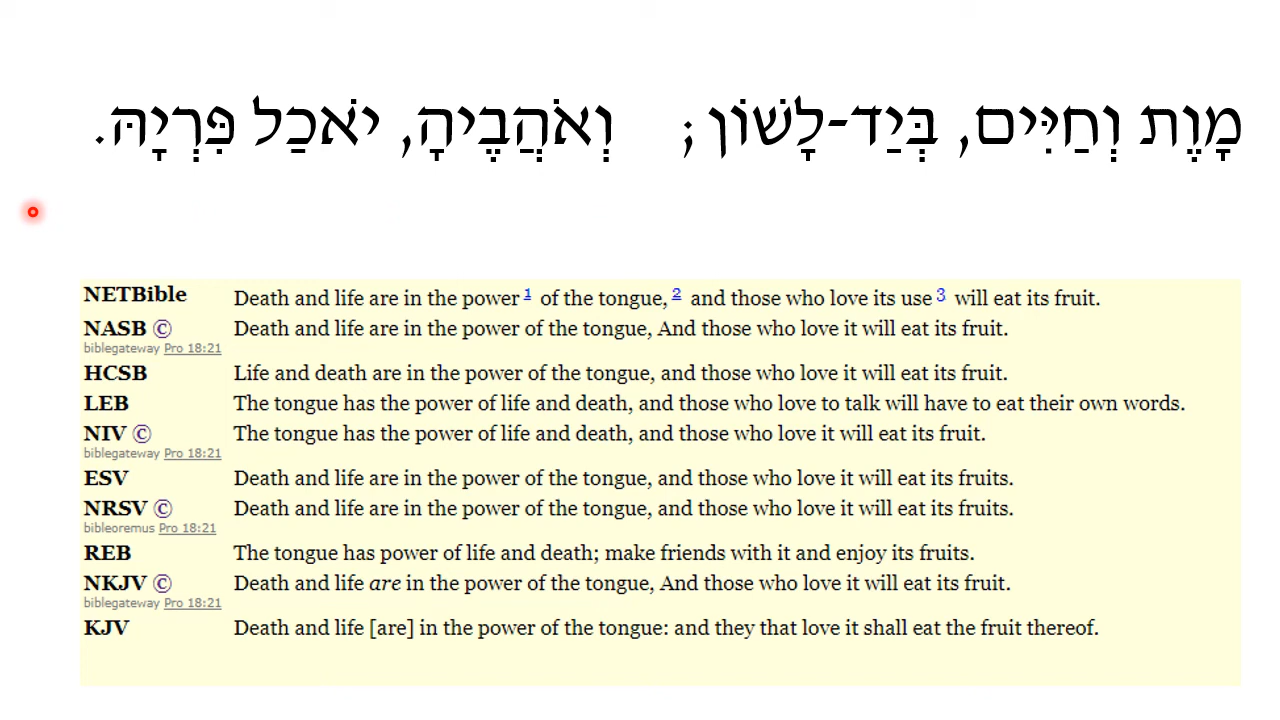 מָוֶת וְחַיִּים, בְּיַד-לָשׁוֹן; וְאֹהֲבֶיהָ, יֹאכַל פִּרְיָהּ.
NETBible Death and life are in the power 1 of the tongue, 2 and those who love its use 3 will eat its fruit.
NASB © Death and life are in the power of the tongue, And those who love it will eat its fruit.
biblegateway Pro 18:21
HCSB Life and death are in the power of the tongue, and those who love it will eat its fruit.
LEB The tongue has the power of life and death, and those who love to talk will have to eat their own words.
NIV © The tongue has the power of life and death, and those who love it will eat its fruit.
biblegateway Pro 18:21
ESV Death and life are in the power of the tongue, and those who love it will eat its fruits.
NRSV © Death and life are in the power of the tongue, and those who love it will eat its fruits.
bibleoremus Pro 18:21
REB The tongue has power of life and death; make friends with it and enjoy its fruits.
NKJV © Death and life are in the power of the tongue, And those who love it will eat its fruit.
biblegateway Pro 18:21
KJV Death and life [are] in the power of the tongue: and they that love it shall eat the fruit thereof.